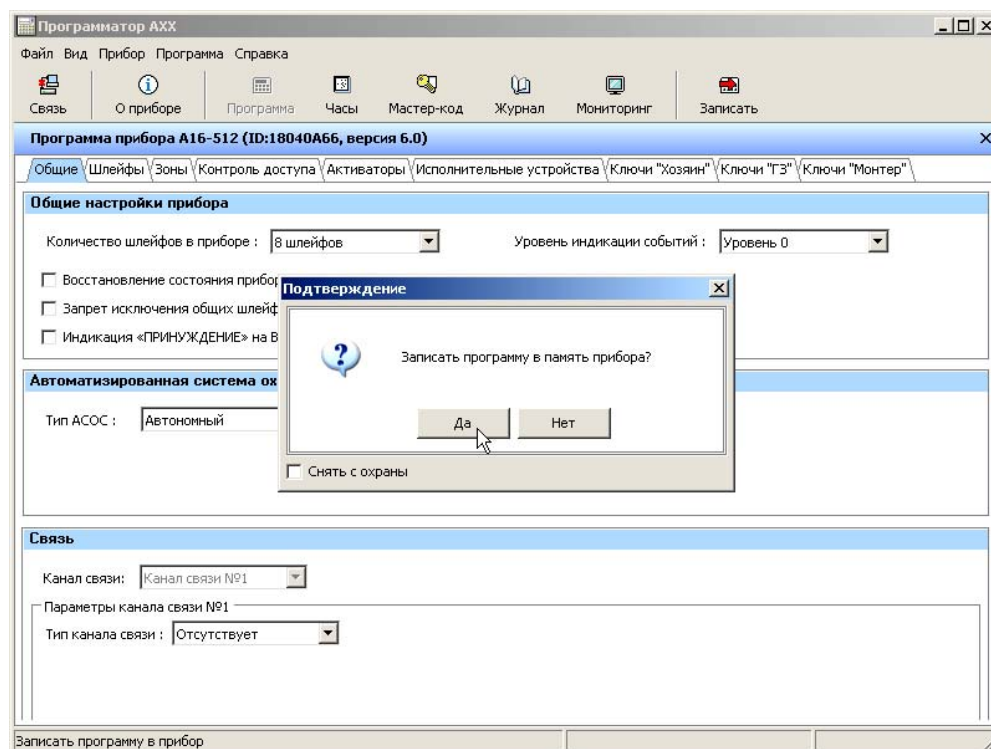 Программатор АХХ
Файл Вид Прибор Программа Справка
Связь О приборе Программа Часы Мастер-код Журнал Мониторинг Записать
Программа прибора А16-512 (ID:18040A66, версия 6.0)
Общие Шлейфы Зоны Контроль доступа Активаторы Исполнительные устройства Ключи "Хозяин" Ключи "ГЗ" Ключи "Монтер"
Общие настройки прибора
Количество шлейфов в приборе : 8 шлейфов Уровень индикации событий : Уровень 0
Восстановление состояния
Запрет исключения общих
Индикация «ПРИНУЖДЕНИЕ» на
Подтверждение
Записать программу в память прибора?
Да Нет
Снять с охраны
Автоматизированная система
Тип АСОС : Автономный
Связь
Канал связи: Канал связи №1
Параметры канала связи №1
Тип канала связи : Отсутствует
Записать программу в прибор